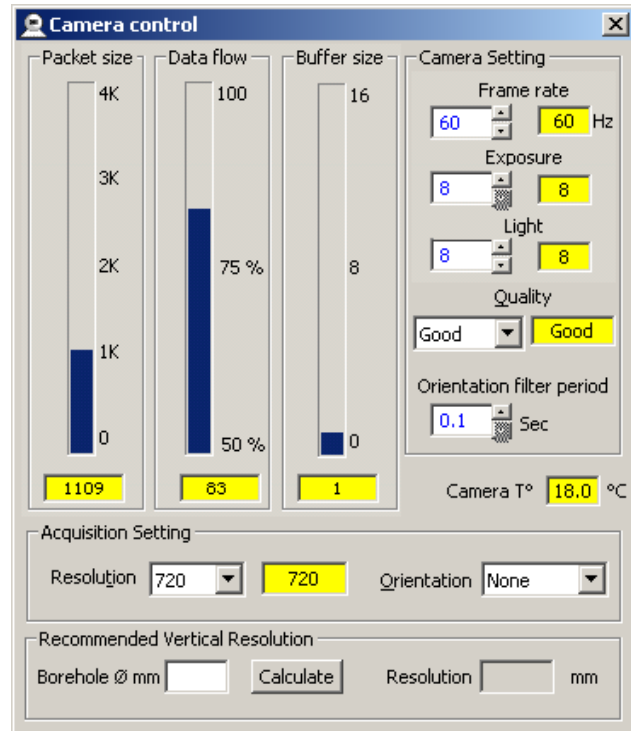 Camera control
Packet size
4K
3K
2K
1K
0
1109
Data flow
100
75 %
50 %
83
Buffer size
16
8
0
1
Camera Setting
Frame rate
60 60 Hz
Exposure
8 8
Light
8 8
Quality
Good Good
Orientation filter period
0.1 Sec
Camera Tº 18.0 ºC
Acquisition Setting
Resolution 720 720 Orientation None
Recommended Vertical Resolution
Borehole Ø mm Calculate Resolution mm